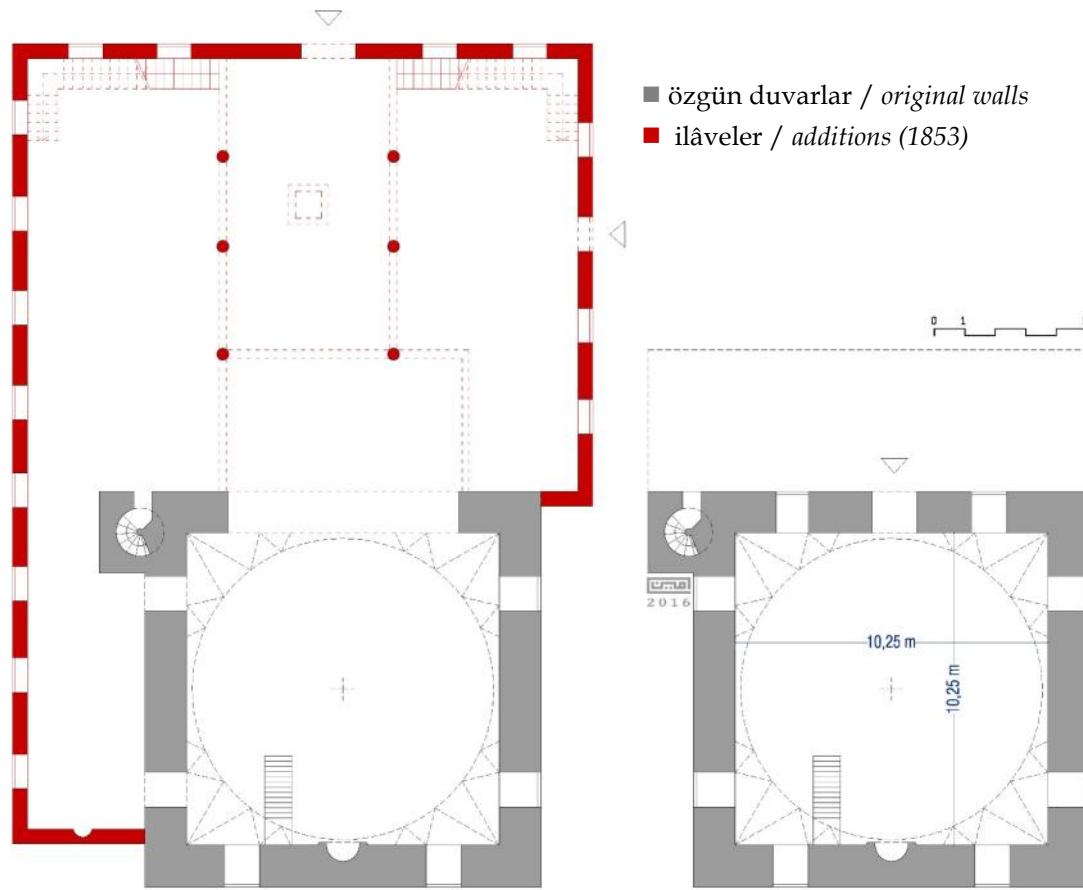 özgün duvarlar / original walls
ilâveler / additions (1853)
0 1
2016
10,25 m
10,25 m